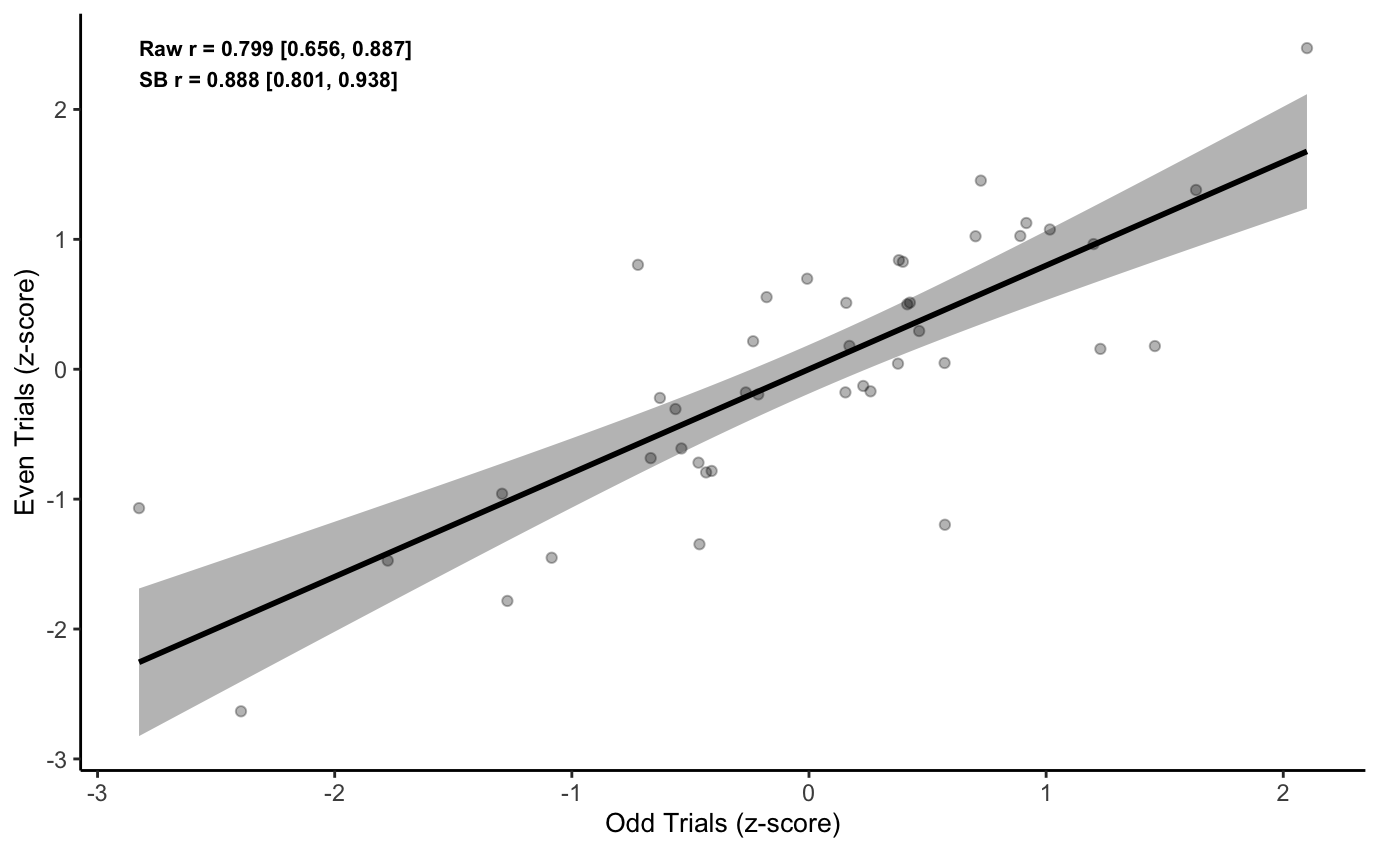 Raw r = 0.799 [0.656, 0.887]
SB r = 0.888 [0.801, 0.938]
2
1
0
-1
-2
-3
Even Trials (z-score)
-3 -2 -1 0 1 2
Odd Trials (z-score)